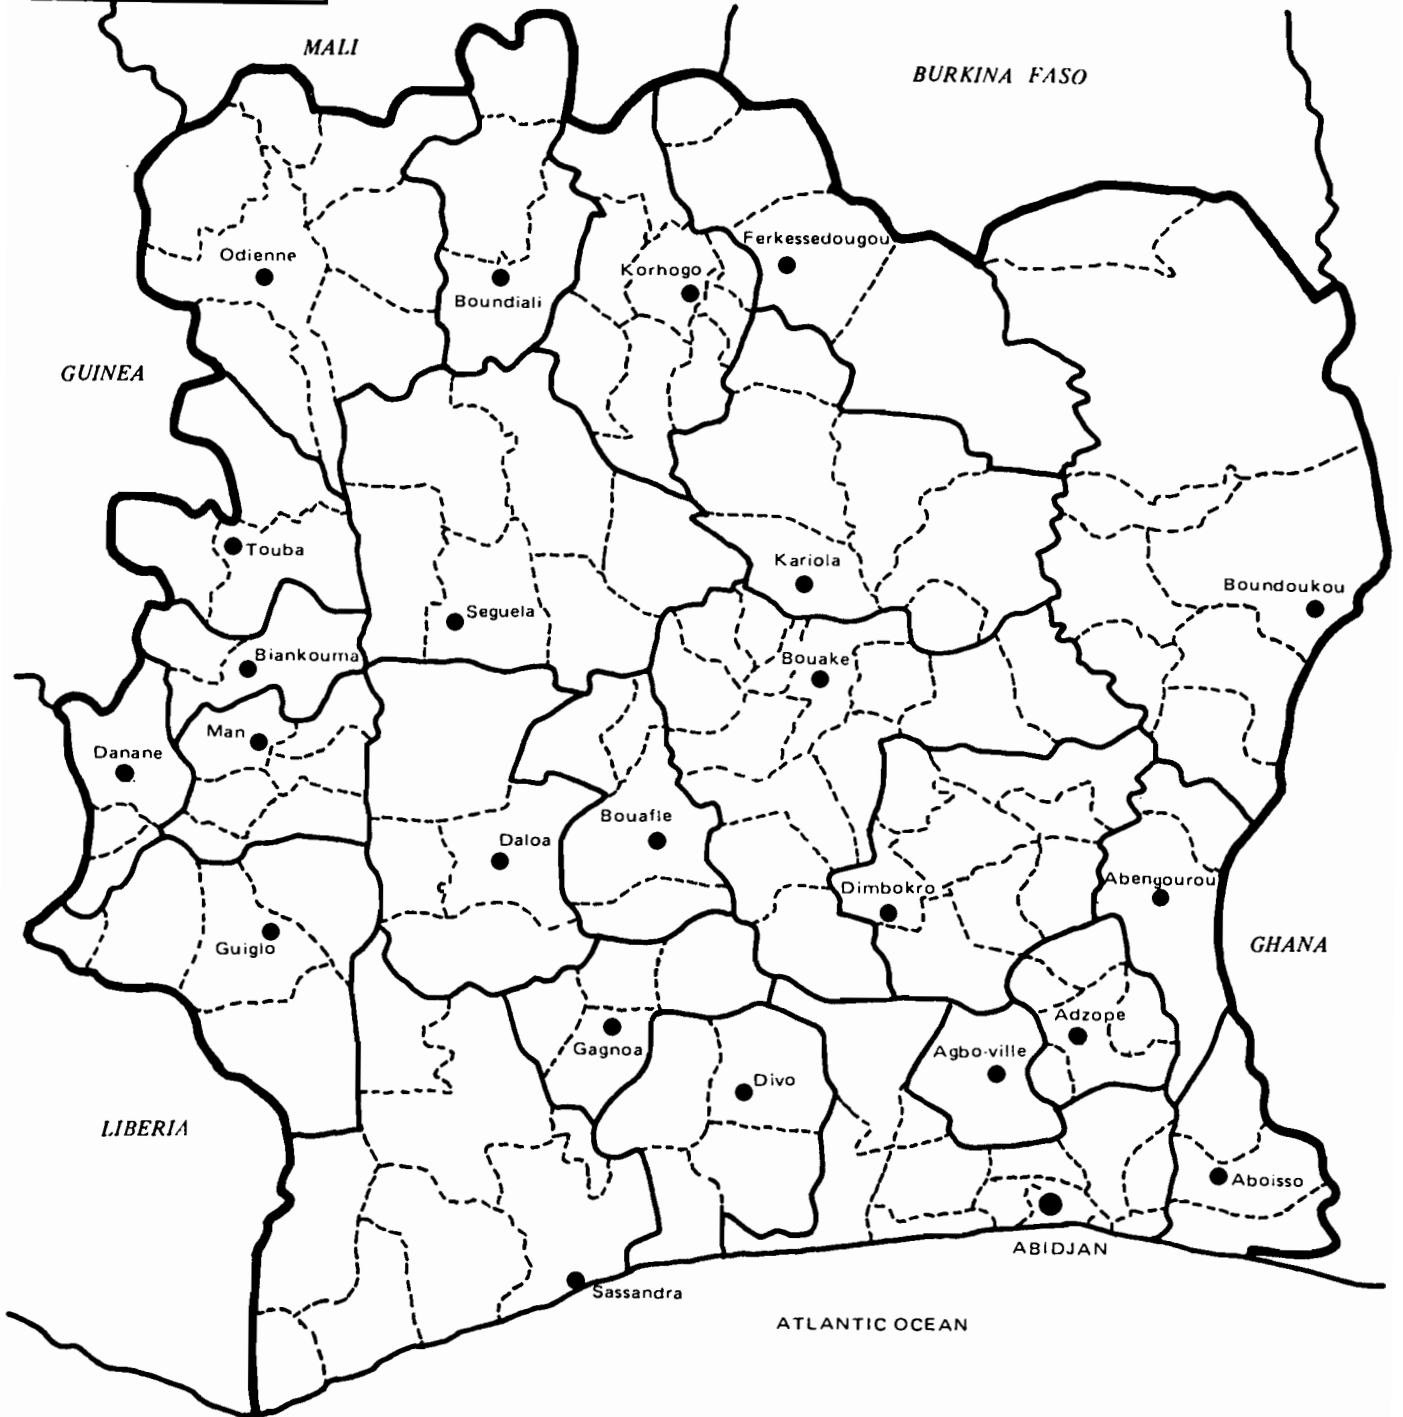 MALI
BURKINA FASO
Ferkessedougou
Odienne
Korhogo
Boundiali
GUINEA
Touba
Kariola
Boundoukou
Seguela
Biankouma
Bouake
Man
Danane
Bouafle
Daloa
Dimbokro
Abengourou
Guiglo
GHANA
Adzope
Gagnoa
Agbo-ville
Divo
LIBERIA
Aboisso
ABIDJAN
Sassandra
ATLANTIC OCEAN